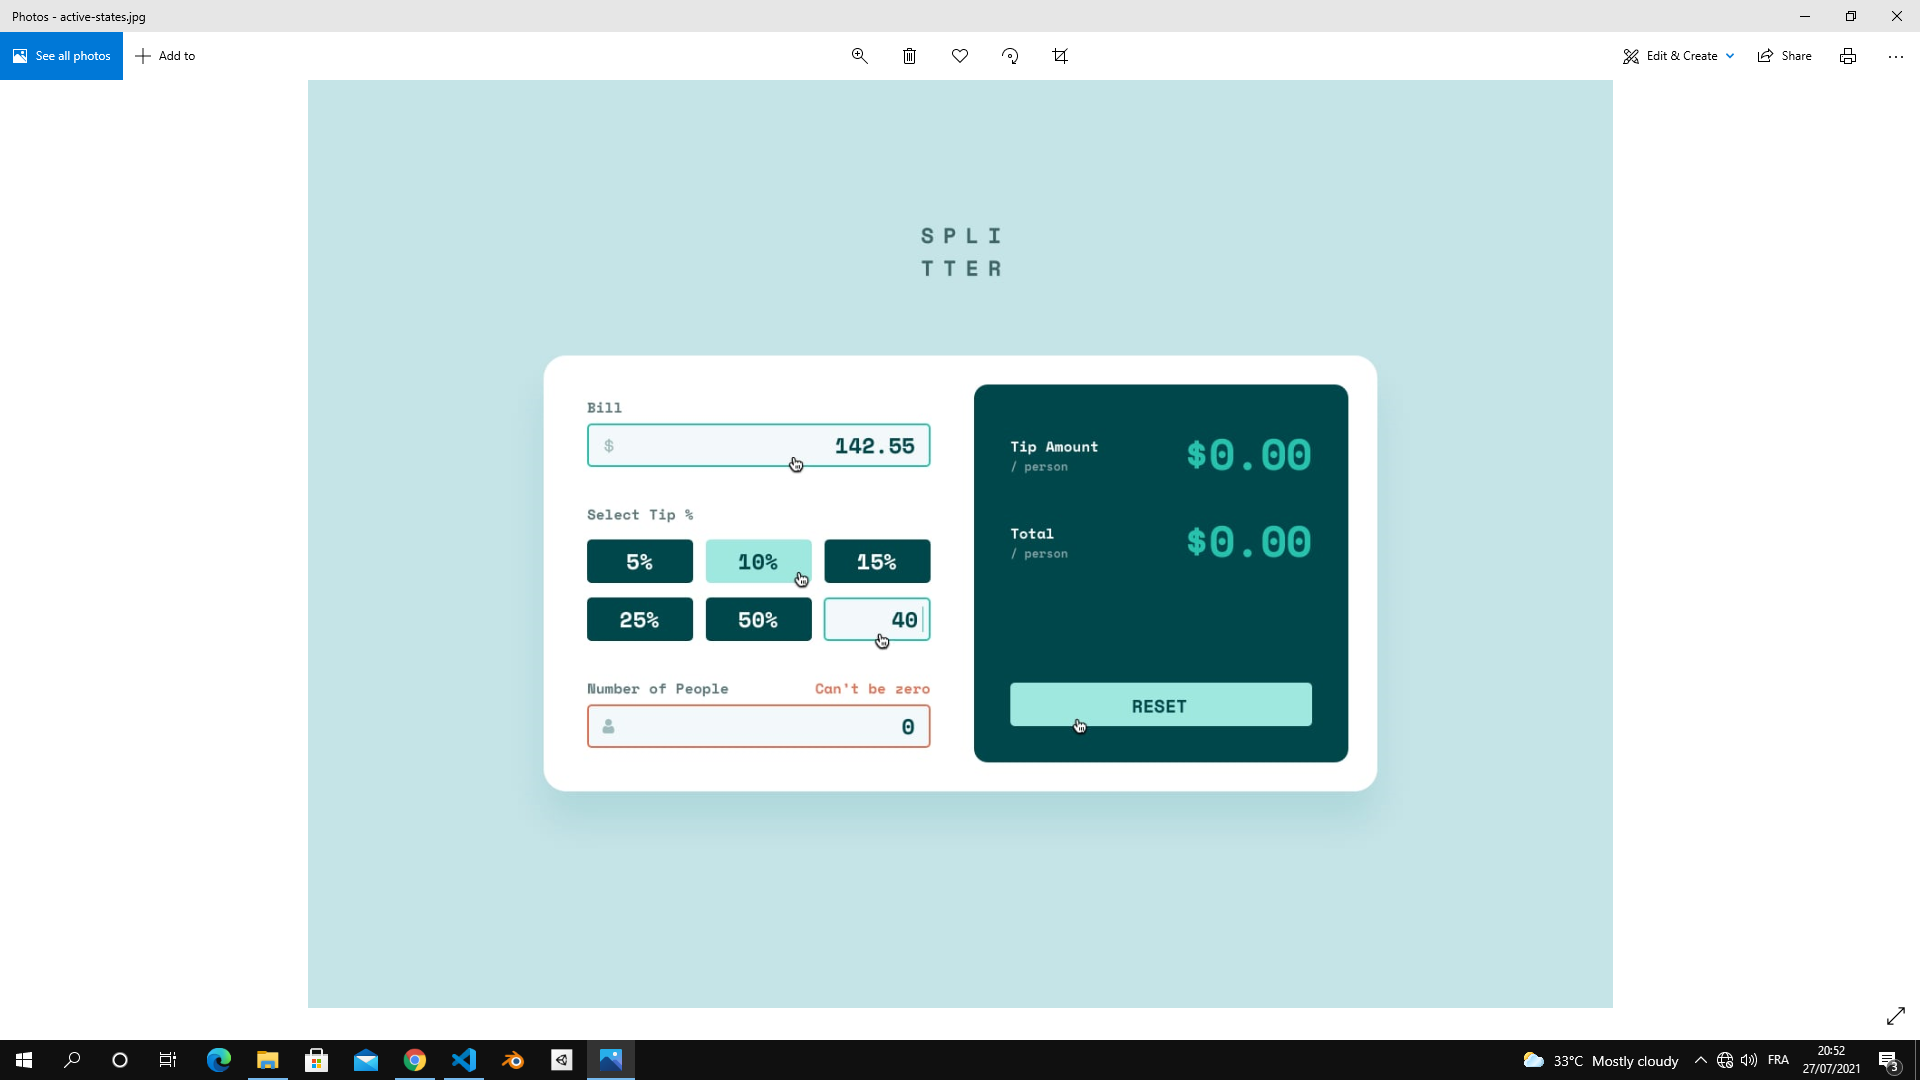 Photos - active-states.jpg
See all photos
Add to
Edit & Create
Share
SPLI
TTER
Bill
$ 142.55
Select Tip %
5% 10% 15%
25% 50% 40
Number of People Can't be zero
0
Tip Amount
/ person
$0.00
Total
/ person
$0.00
RESET
33°C Mostly cloudy
FRA
20:52
27/07/2021
3